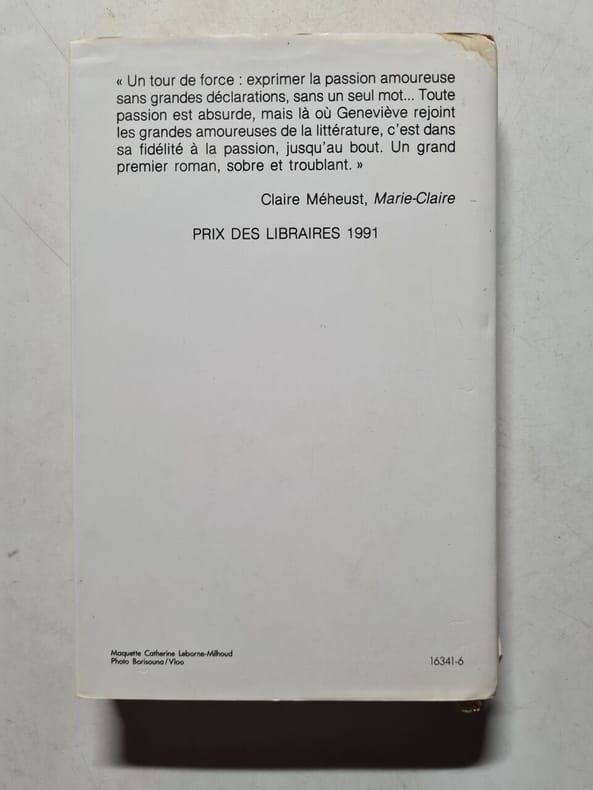 « Un tour de force : exprimer la passion amoureuse
sans grandes déclarations, sans un seul mot... Toute
passion est absurde, mais là où Geneviève rejoint
les grandes amoureuses de la littérature, c'est dans
sa fidélité à la passion, jusqu'au bout. Un grand
premier roman, sobre et troublant. »
Claire Méheust, Marie-Claire
PRIX DES LIBRAIRES 1991
Maquette Catherine Leborne-Milhoud
Photo Borisouna/Vloo
16341-6